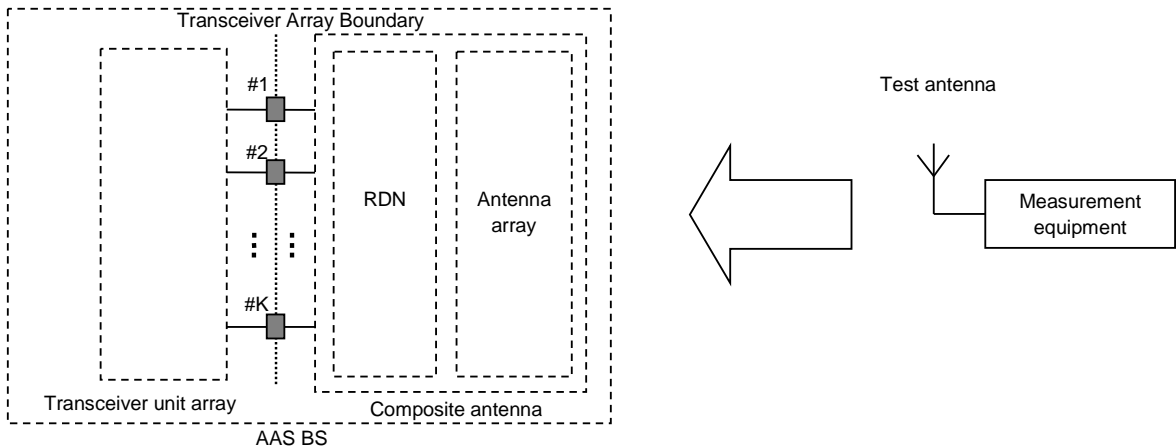 Transceiver Array Boundary
#1
#2
#K
RDN
Antenna
array
Transceiver unit array
Composite antenna
AAS BS
Test antenna
Measurement
equipment